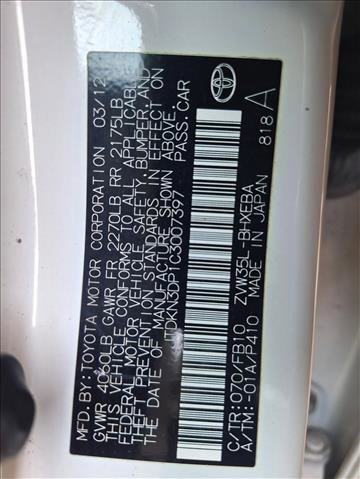 MFD.BY:TOYOTA MOTOR CORPORATION 03/12
GVWR 4050LB GAWR FR 2270LB RR 2175LB
THIS VEHICLE CONFORMS TO ALL APPLICABLE
FEDERAL MOTOR VEHICLE SAFETY, BUMPER, AND
THEFT PREVENTION STANDARDS IN EFFECT ON
THE DATE OF MANUFACTURE SHOWN ABOVE.
JTDKN3DP1C3007397 PASS.CAR
C/TR: 070/FB10 ZVW35L-BHXEBA
A/TM: -01A/P410 MADE IN JAPAN 818 A
TOYOTA